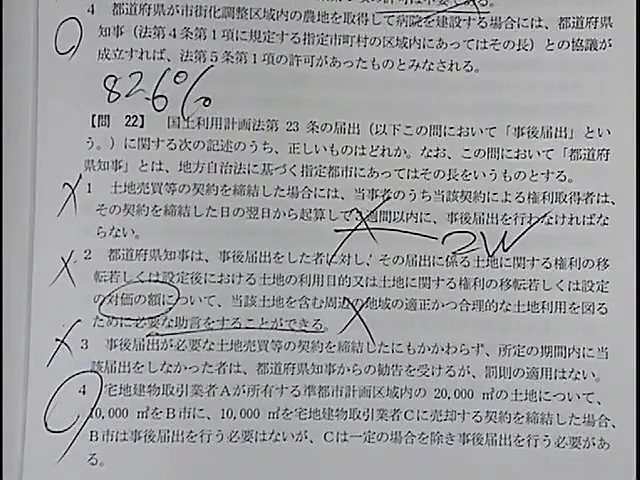 4 都道府県が市街化調整区域内の農地を取得して病院を建設する場合には、都道府県
知事（法第４条第１項に規定する指定市町村の区域内にあってはその長）との協議が
成立すれば、法第５条第１項の許可があったものとみなされる。
82.6%
【問 22】 国土利用計画法第 23 条の届出（以下この問において「事後届出」とい
う。）に関する次の記述のうち、正しいものはどれか。なお、この問において「都道府
県知事」とは、地方自治法に基づく指定都市にあってはその長をいうものとする。
1 土地売買等の契約を締結した場合には、当事者のうち当該契約による権利取得者は、
その契約を締結した日の翌日から起算して3週間以内に、事後届出を行わなければな
らない。
2W
2 都道府県知事は、事後届出をした者に対し、その届出に係る土地に関する権利の移
転若しくは設定後における土地の利用目的又は土地に関する権利の移転若しくは設定
の対価の額について、当該土地を含む周辺の地域の適正かつ合理的な土地利用を図る
ために必要な助言をすることができる。
3 事後届出が必要な土地売買等の契約を締結したにもかかわらず、所定の期間内に当
該届出をしなかった者は、都道府県知事からの勧告を受けるが、罰則の適用はない。
4 宅地建物取引業者Ａが所有する準都市計画区域内の 20,000 ㎡の土地について、
10,000 ㎡をＢ市に、10,000 ㎡を宅地建物取引業者Ｃに売却する契約を締結した場合、
Ｂ市は事後届出を行う必要はないが、Ｃは一定の場合を除き事後届出を行う必要があ
る。